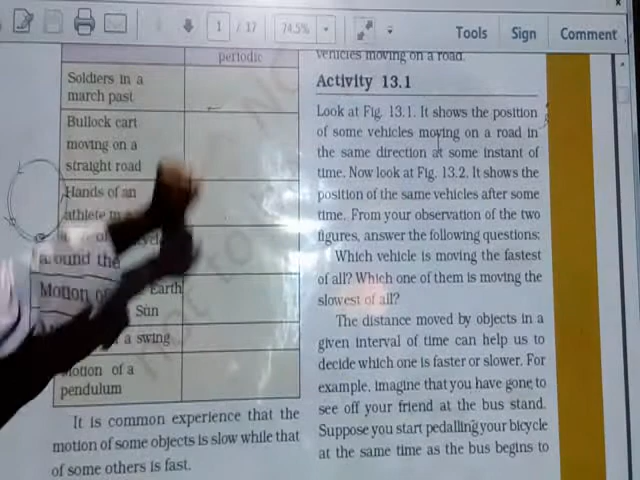 1 / 17
74.5%
Tools
Sign
Comment
periodic
Soldiers in a
march past
Bullock cart
moving on a
straight road
Hands of an
athlete in a
around the
Motion of Earth
Sun
a swing
Motion of a
pendulum
It is common experience that the
motion of some objects is slow while that
of some others is fast.
vehicles moving on a road.
Activity 13.1
Look at Fig. 13.1. It shows the position
of some vehicles moving on a road in
the same direction at some instant of
time. Now look at Fig. 13.2. It shows the
position of the same vehicles after some
time. From your observation of the two
figures, answer the following questions:
Which vehicle is moving the fastest
of all? Which one of them is moving the
slowest of all?
The distance moved by objects in a
given interval of time can help us to
decide which one is faster or slower. For
example, imagine that you have gone to
see off your friend at the bus stand.
Suppose you start pedalling your bicycle
at the same time as the bus begins to